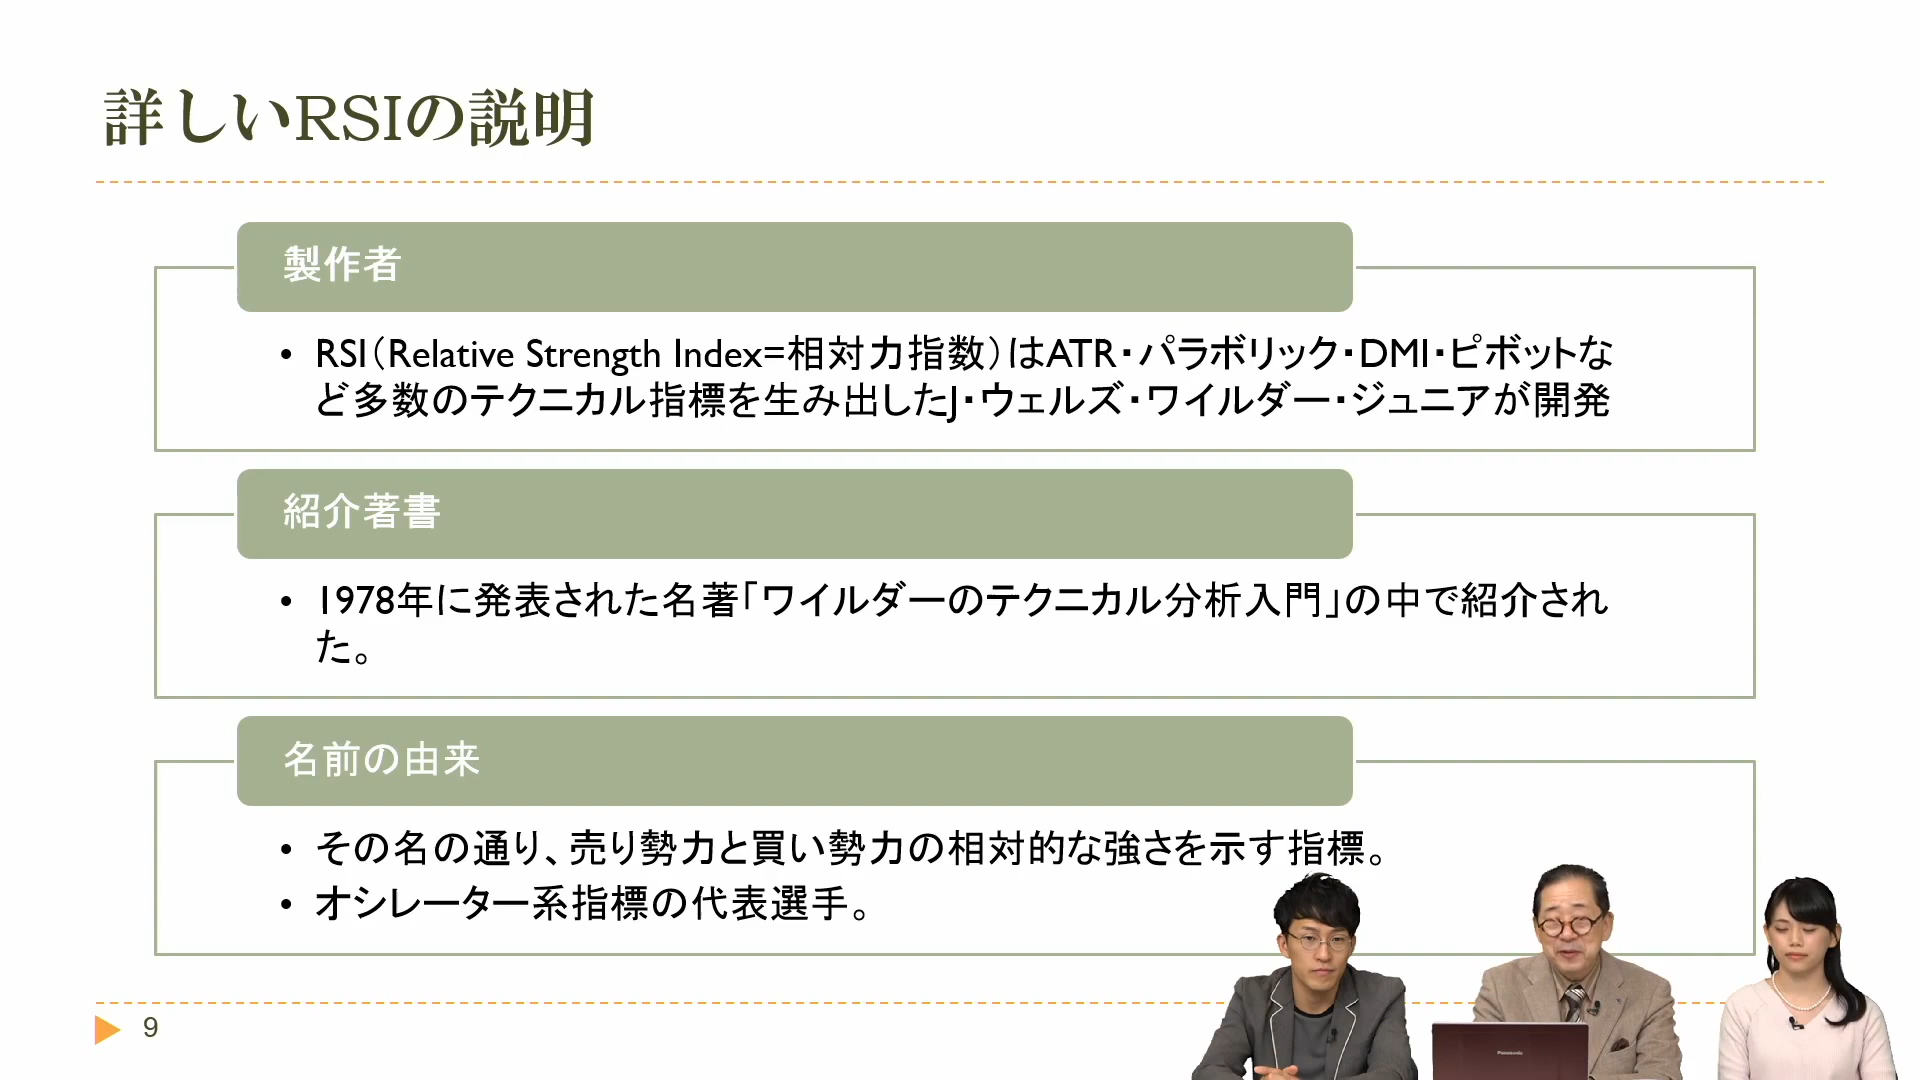 詳しいRSIの説明
製作者
• RSI（Relative Strength Index=相対力指数）はATR・パラボリック・DMI・ピボットな
ど多数のテクニカル指標を生み出したJ・ウェルズ・ワイルダー・ジュニアが開発
紹介著書
• 1978年に発表された名著「ワイルダーのテクニカル分析入門」の中で紹介され
た。
名前の由来
• その名の通り、売り勢力と買い勢力の相対的な強さを示す指標。
• オシレーター系指標の代表選手。
9
Panasonic